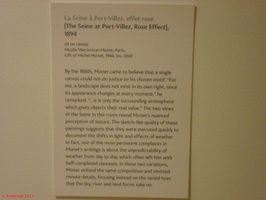 La Seine à Port-Villez, effet rose
[The Seine at Port-Villez, Rose Effect],
1894
oil on canvas
Musée Marmottan Monet, Paris
Gift of Michel Monet, 1966, inv.
By the 1880s, Monet came to believe that a single
canvas could not do justice to his chosen motif. "For
me, a landscape does not exist in its own right, since
its appearance changes at every moment," he
remarked, "...it is only the surrounding atmosphere
which gives objects their real value." The two views
of the Seine in this room reveal Monet's nuanced
perception of nature. The sketch-like quality of these
paintings suggests that they were executed quickly to
document the shifts in light and effects of weather.
In fact, one of the most persistent complaints in
Monet's writings is about the unpredictability of
weather from day to day, which often left him with
half-completed canvases. In these two variations,
Monet utilized the same composition and omitted
minute details, focusing instead on the varied hues
that the sky, river and land forms take on.